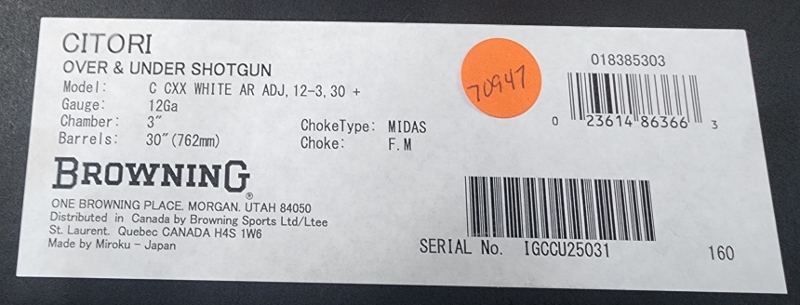 CITORI
OVER & UNDER SHOTGUN
Model: C CXX WHITE AR ADJ, 12-3, 30 +
Gauge: 12Ga
Chamber: 3"
Barrels: 30"(762mm)
ChokeType: MIDAS
Choke: F.M
BROWNING®
ONE BROWNING PLACE. MORGAN. UTAH 84050
Distributed in Canada by Browning Sports Ltd/Ltee
St. Laurent. Quebec CANADA H4S 1W6
Made by Miroku - Japan
70947
018385303
0 23614 86366 3
SERIAL No. IGCCU25031
160